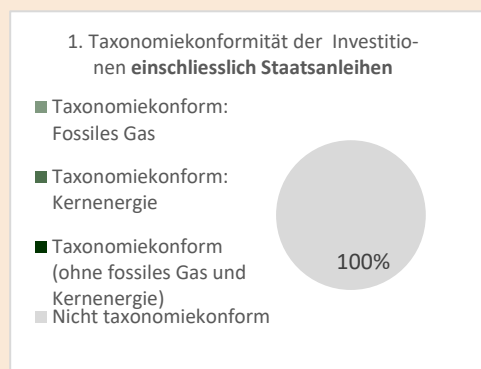 1. Taxonomiekonformität der Investitio-
nen einschliesslich Staatsanleihen
Taxonomiekonform:
Fossiles Gas
Taxonomiekonform:
Kernenergie
Taxonomiekonform
(ohne fossiles Gas und
Kernenergie)
Nicht taxonomiekonform
100%